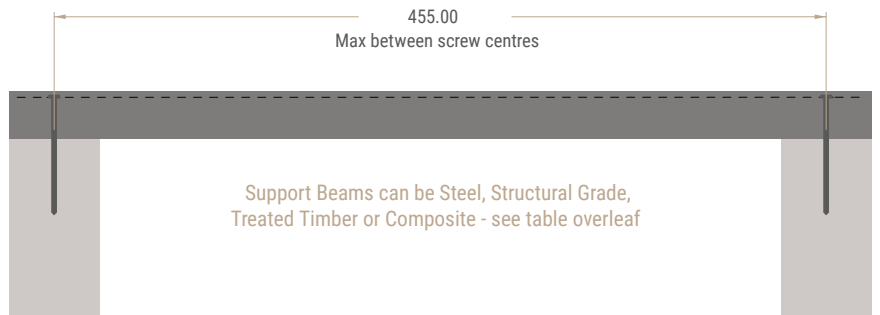 455.00
Max between screw centres
Support Beams can be Steel, Structural Grade,
Treated Timber or Composite - see table overleaf